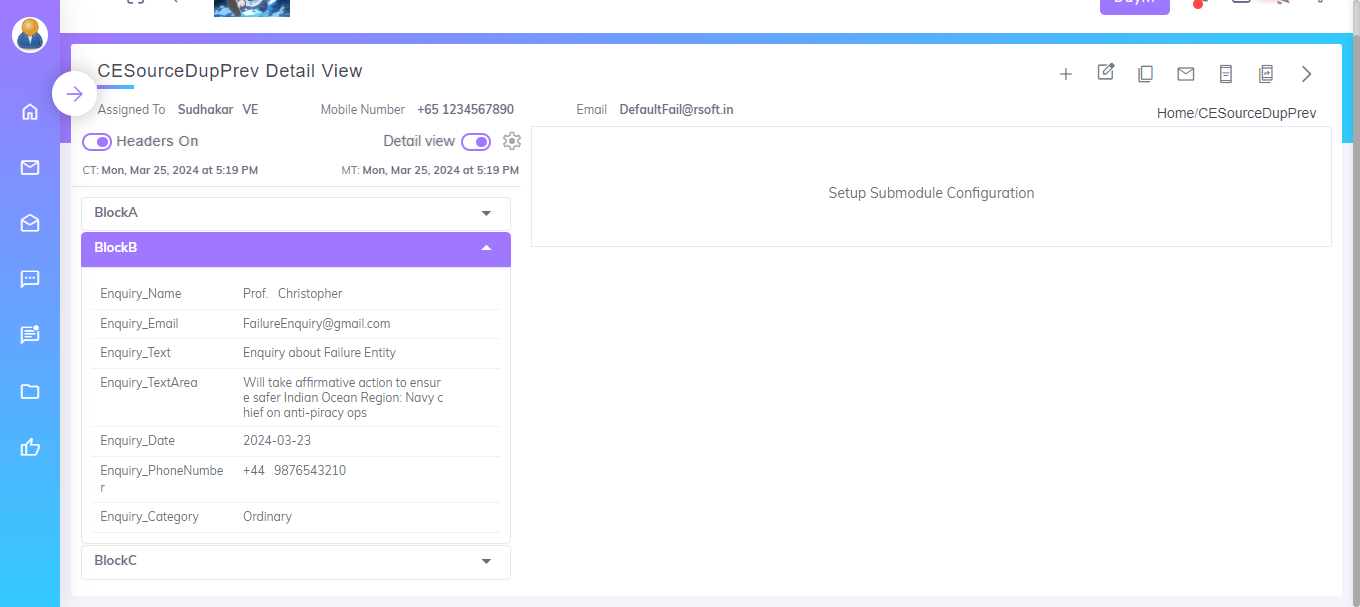 CESourceDupPrev Detail View
Assigned To Sudhakar VE Mobile Number +65 1234567890 Email DefaultFail@rsoft.in
Home/CESourceDupPrev
Headers On Detail view
CT: Mon, Mar 25, 2024 at 5:19 PM MT: Mon, Mar 25, 2024 at 5:19 PM
Setup Submodule Configuration
BlockA
BlockB
Enquiry_Name Prof. Christopher
Enquiry_Email FailureEnquiry@gmail.com
Enquiry_Text Enquiry about Failure Entity
Enquiry_TextArea Will take affirmative action to ensur
e safer Indian Ocean Region: Navy c
hief on anti-piracy ops
Enquiry_Date 2024-03-23
Enquiry_PhoneNumbe +44 9876543210
r
Enquiry_Category Ordinary
BlockC